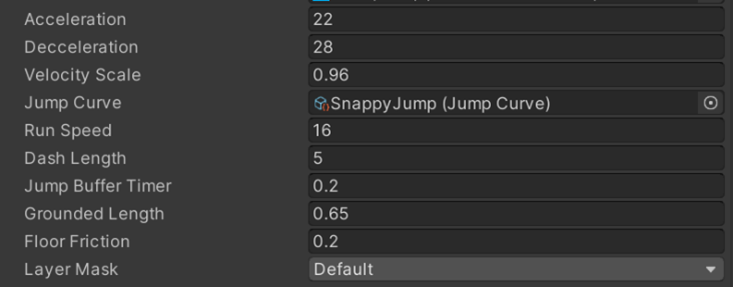 Acceleration 22
Decceleration 28
Velocity Scale 0.96
Jump Curve SnappyJump (Jump Curve)
Run Speed 16
Dash Length 5
Jump Buffer Timer 0.2
Grounded Length 0.65
Floor Friction 0.2
Layer Mask Default